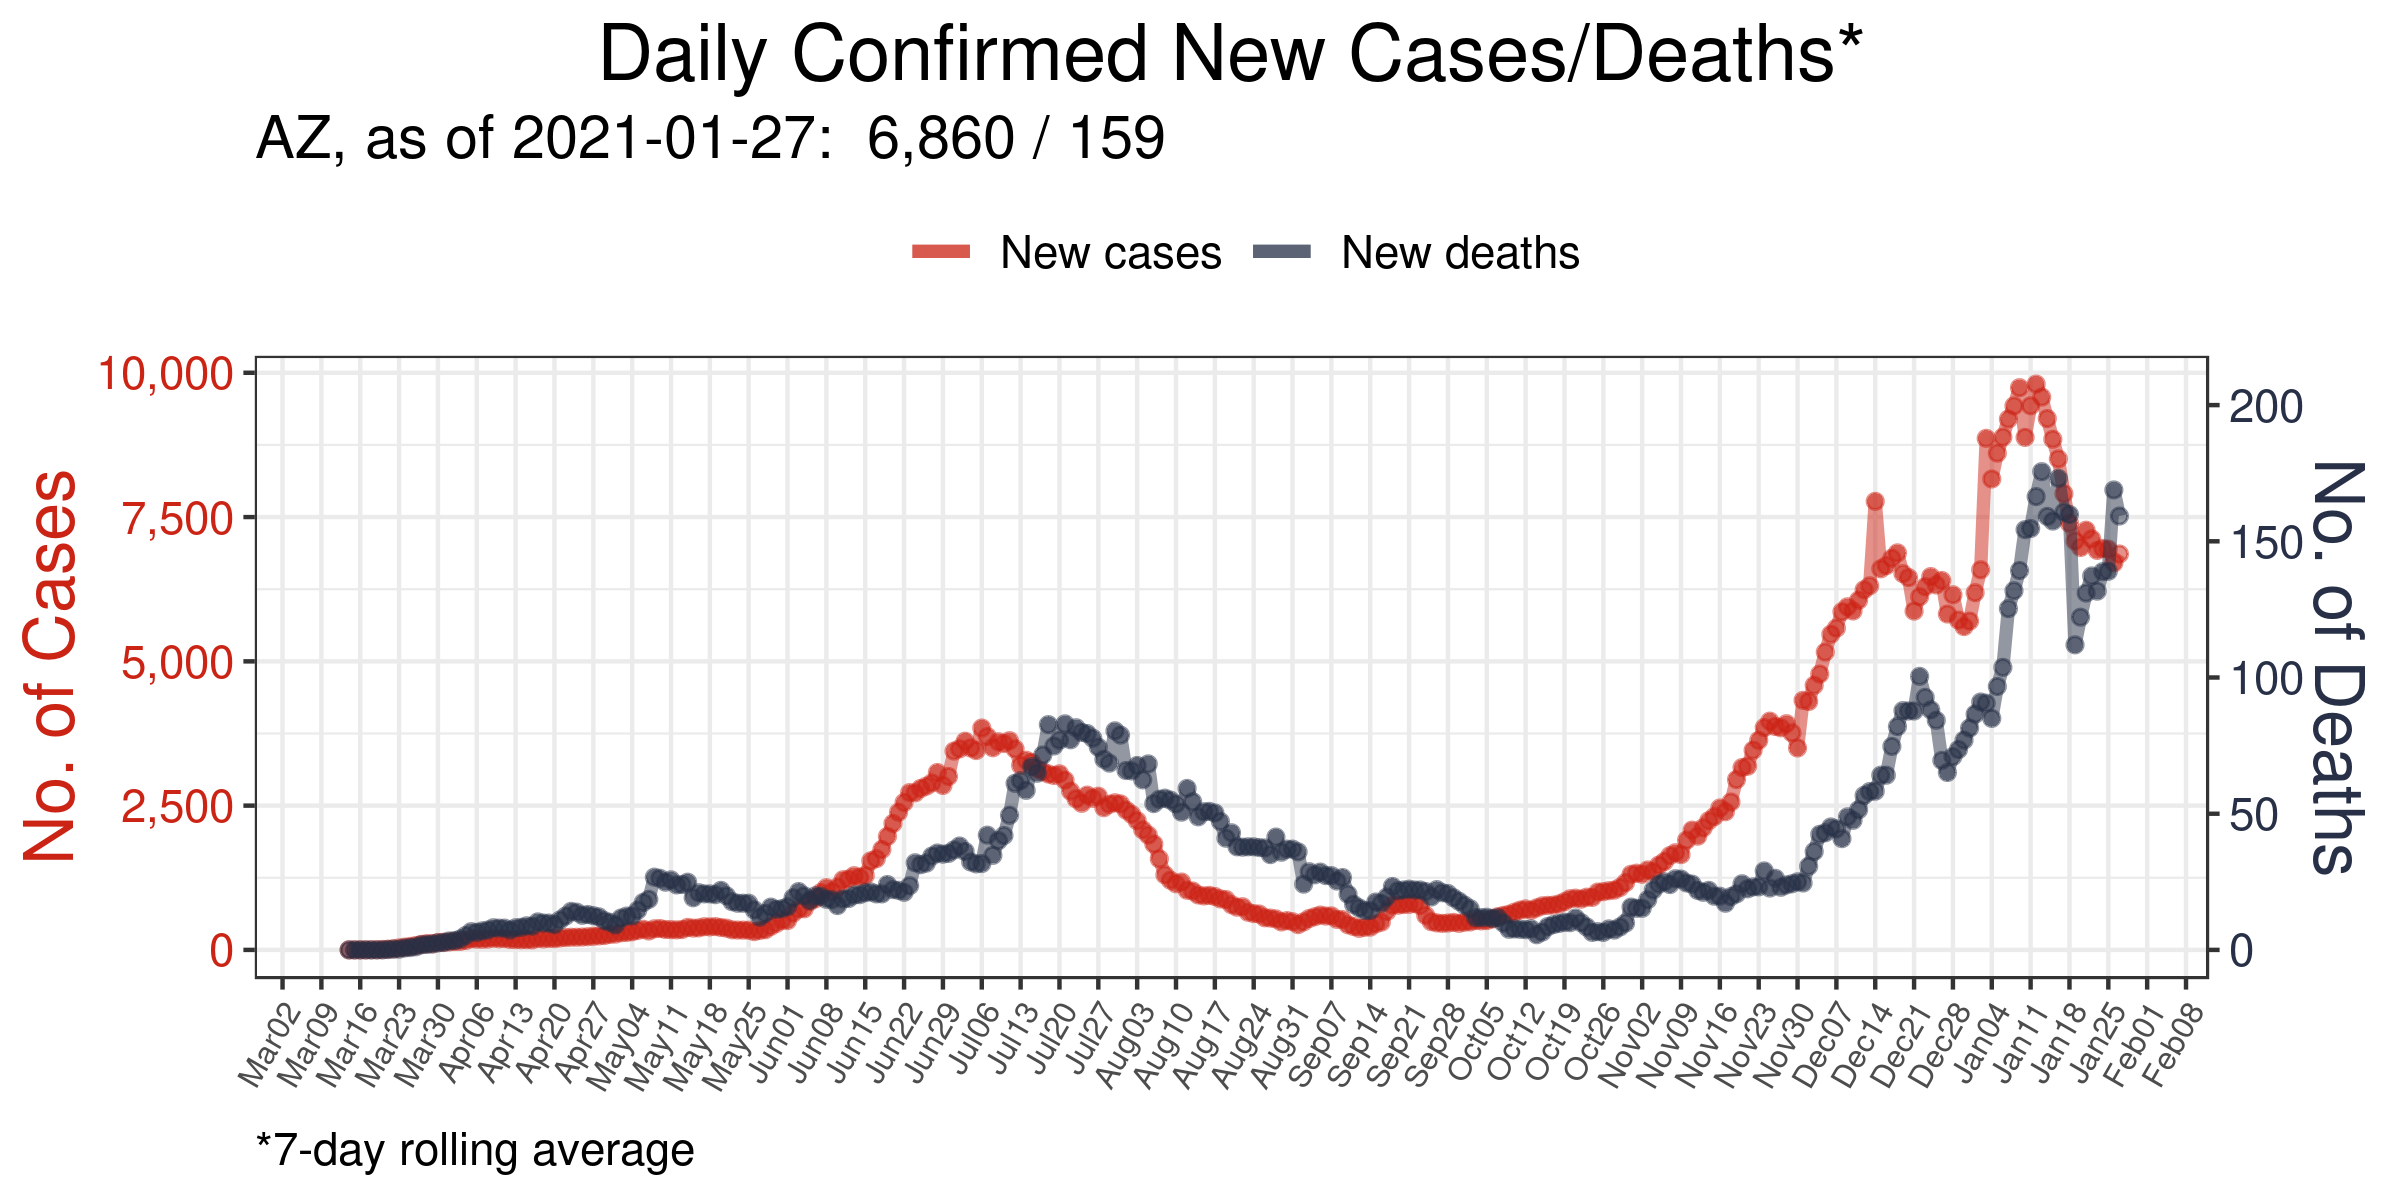 Daily Confirmed New Cases/Deaths*
AZ, as of 2021-01-27:  6,860 / 159
New cases
New deaths
No. of Cases
10,000
7,500
5,000
2,500
0
200
150
100
50
0
No. of Deaths
Mar02
Mar09
Mar16
Mar23
Mar30
Apr06
Apr13
Apr20
Apr27
May04
May11
May18
May25
Jun01
Jun08
Jun15
Jun22
Jun29
Jul06
Jul13
Jul20
Jul27
Aug03
Aug10
Aug17
Aug24
Aug31
Sep07
Sep14
Sep21
Sep28
Oct05
Oct12
Oct19
Oct26
Nov02
Nov09
Nov16
Nov23
Nov30
Dec07
Dec14
Dec21
Dec28
Jan04
Jan11
Jan18
Jan25
Feb01
Feb08
*7-day rolling average